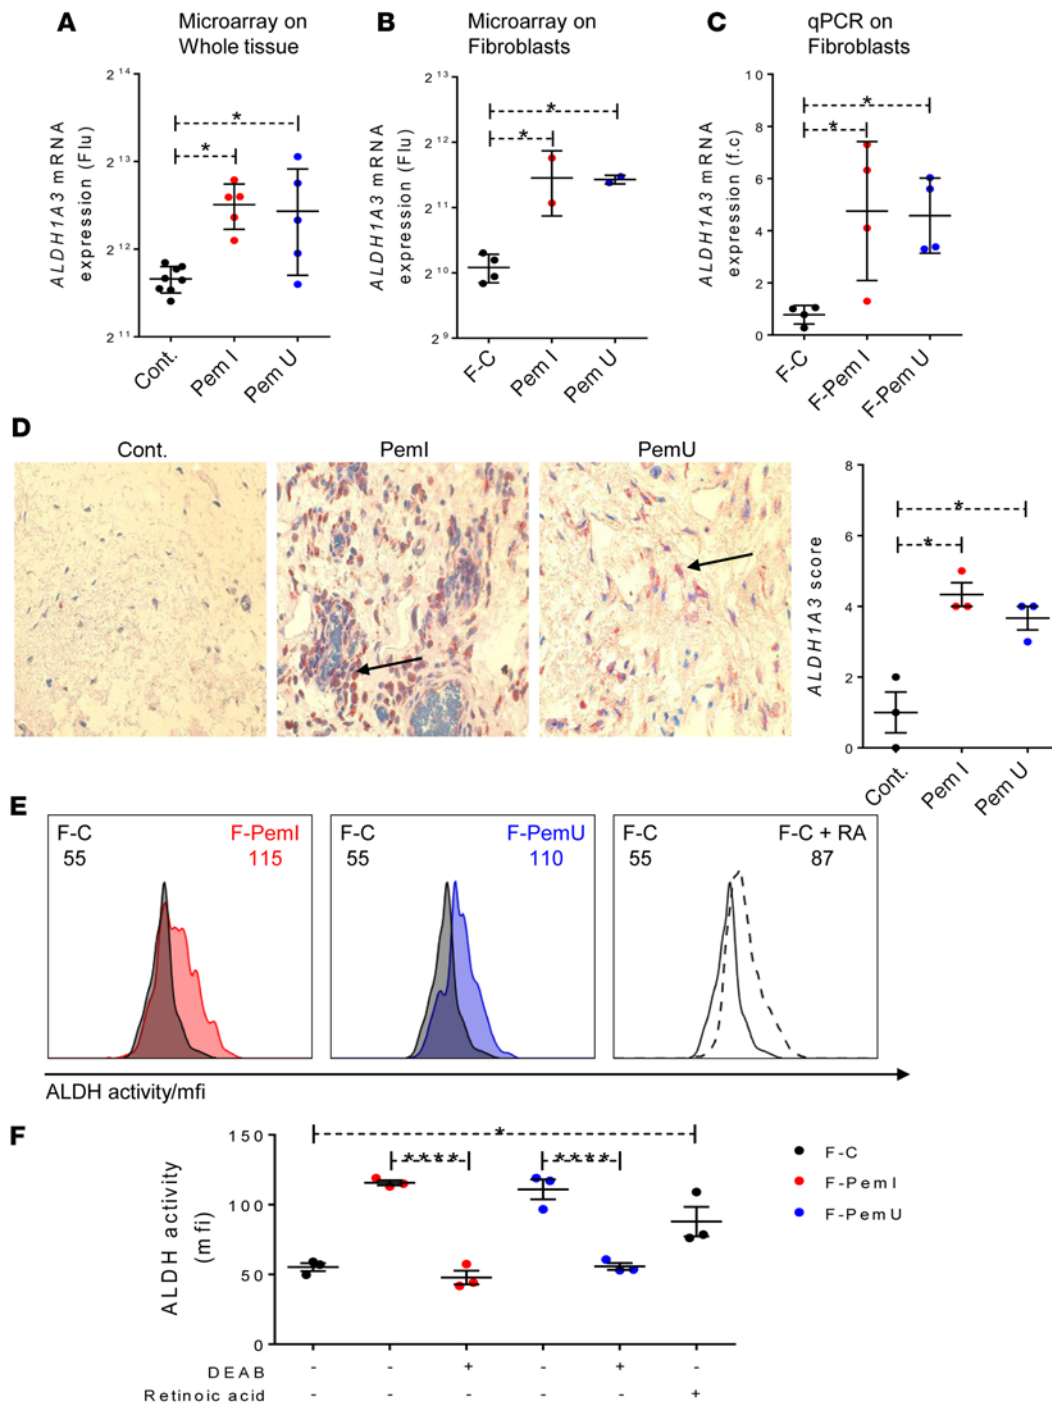 A
Microarray on
Whole tissue
ALDH1A3 mRNA
expression (Flu)
2 14
2 13
2 12
2 11
*
*
Cont.
Pem I
Pem U
B
Microarray on
Fibroblasts
ALDH1A3 mRNA
expression (Flu)
2 13
2 12
2 11
2 10
2 9
*
*
F-C
Pem I
Pem U
C
qPCR on
Fibroblasts
ALDH1A3 mRNA
expression (f.c)
10
8
6
4
2
0
*
*
F-C
F-Pem I
F-Pem U
D
Cont.
PemI
PemU
ALDH1A3 score
8
6
4
2
0
*
*
Cont.
Pem I
Pem U
E
F-C F-PemI
55 115
F-C F-PemU
55 110
F-C F-C + RA
55 87
ALDH activity/mfi
F
ALDH activity
(mfi)
150
100
50
0
*
**** ****
F-C
F-Pem I
F-Pem U
DEAB - - + - + -
Retinoic acid - - - - - +